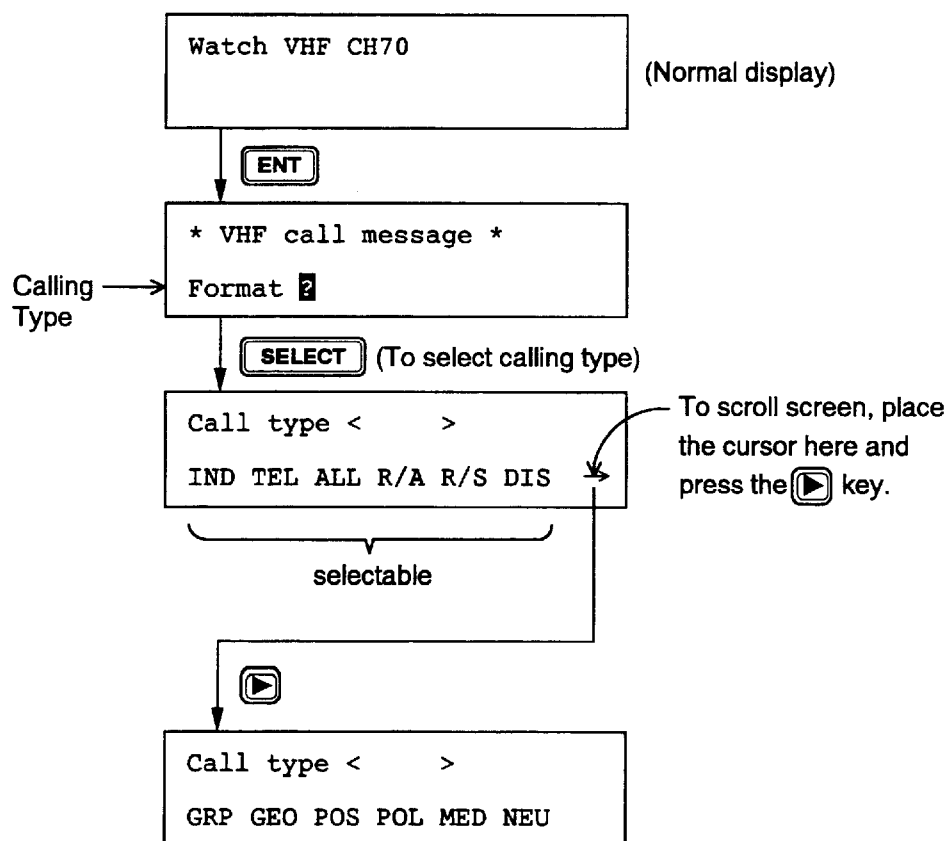 Watch VHF CH70
(Normal display)
ENT
* VHF call message *
Calling
Type
Format ?
SELECT (To select calling type)
Call type <     >
IND TEL ALL R/A R/S DIS →
To scroll screen, place
the cursor here and
press the ▶ key.
selectable
▶
Call type <     >
GRP GEO POS POL MED NEU